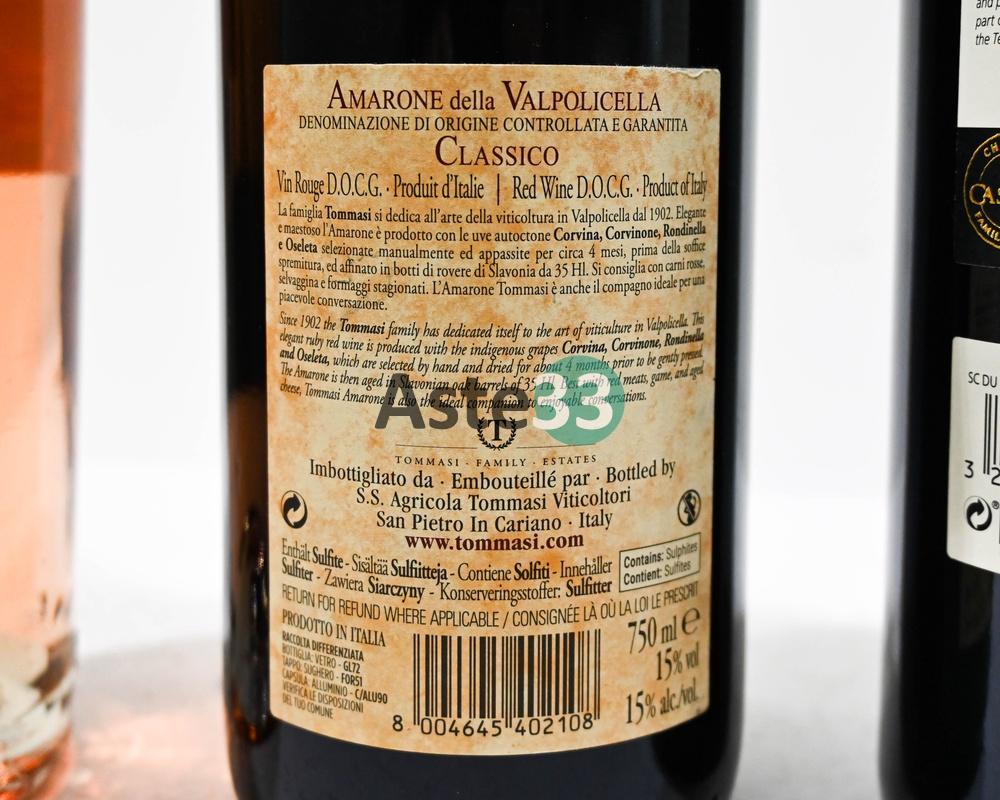 AMARONE della VALPOLICELLA
DENOMINAZIONE DI ORIGINE CONTROLLATA E GARANTITA
CLASSICO
Vin Rouge D.O.C.G. · Produit d'Italie | Red Wine D.O.C.G. · Product of Italy
La famiglia Tommasi si dedica all'arte della viticoltura in Valpolicella dal 1902. Elegante
e maestoso l'Amarone è prodotto con le uve autoctone Corvina, Corvinone, Rondinella
e Oseleta selezionate manualmente ed appassite per circa 4 mesi, prima della soffice
spremitura, ed affinato in botti di rovere di Slavonia da 35 Hl. Si consiglia con carni rosse,
selvaggina e formaggi stagionati. L'Amarone Tommasi è anche il compagno ideale per una
piacevole conversazione.
Since 1902 the Tommasi family has dedicated itself to the art of viticulture in Valpolicella. This
elegant ruby red wine is produced with the indigenous grapes Corvina, Corvinone, Rondinella
and Oseleta, which are selected by hand and dried for about 4 months prior to be gently pressed.
The Amarone is then aged in Slavonian oak barrels of 35 Hl. Best with red meats, game, and aged
cheese, Tommasi Amarone is also the ideal companion to enjoyable conversations.
Aste33
T
TOMMASI · FAMILY · ESTATES
Imbottigliato da · Embouteillé par · Bottled by
S.S. Agricola Tommasi Viticoltori
San Pietro In Cariano · Italy
www.tommasi.com
Enthält Sulfite - Sisältää Sulfiitteja - Contiene Solfiti - Innehåller
Sulfiter - Zawiera Siarczyny - Konserveringsstoffer: Sulfitter
Contains: Sulphites
Contient: Sulfites
RETURN FOR REFUND WHERE APPLICABLE / CONSIGNÉE LÀ OÙ LA LOI LE PRESCRIT
PRODOTTO IN ITALIA
RACCOLTA DIFFERENZIATA
BOTTIGLIA: VETRO - GL72
TAPPO: SUGHERO - FOR51
CAPSULA: ALLUMINIO - C/ALU90
VERIFICA LE DISPOSIZIONI
DEL TUO COMUNE
8 004645 402108
750 ml e
15% vol
15% alc./vol.
and p
part o
the Te
CH
CAS
FAMIL
SC DU
3 2